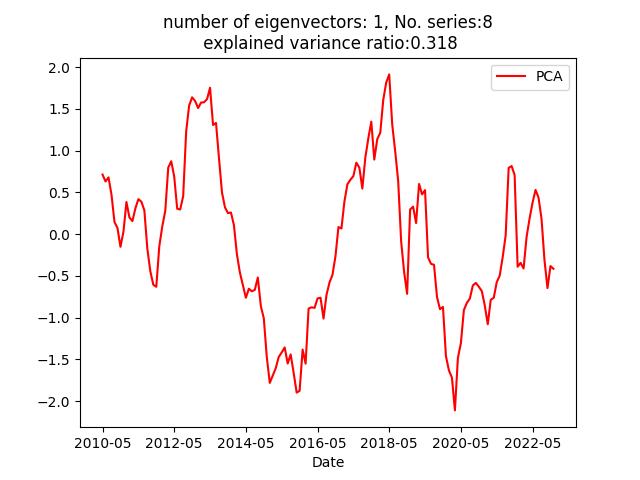 number of eigenvectors: 1, No. series:8
explained variance ratio:0.318
PCA
2.0
1.5
1.0
0.5
0.0
−0.5
−1.0
−1.5
−2.0
2010-05 2012-05 2014-05 2016-05 2018-05 2020-05 2022-05
Date